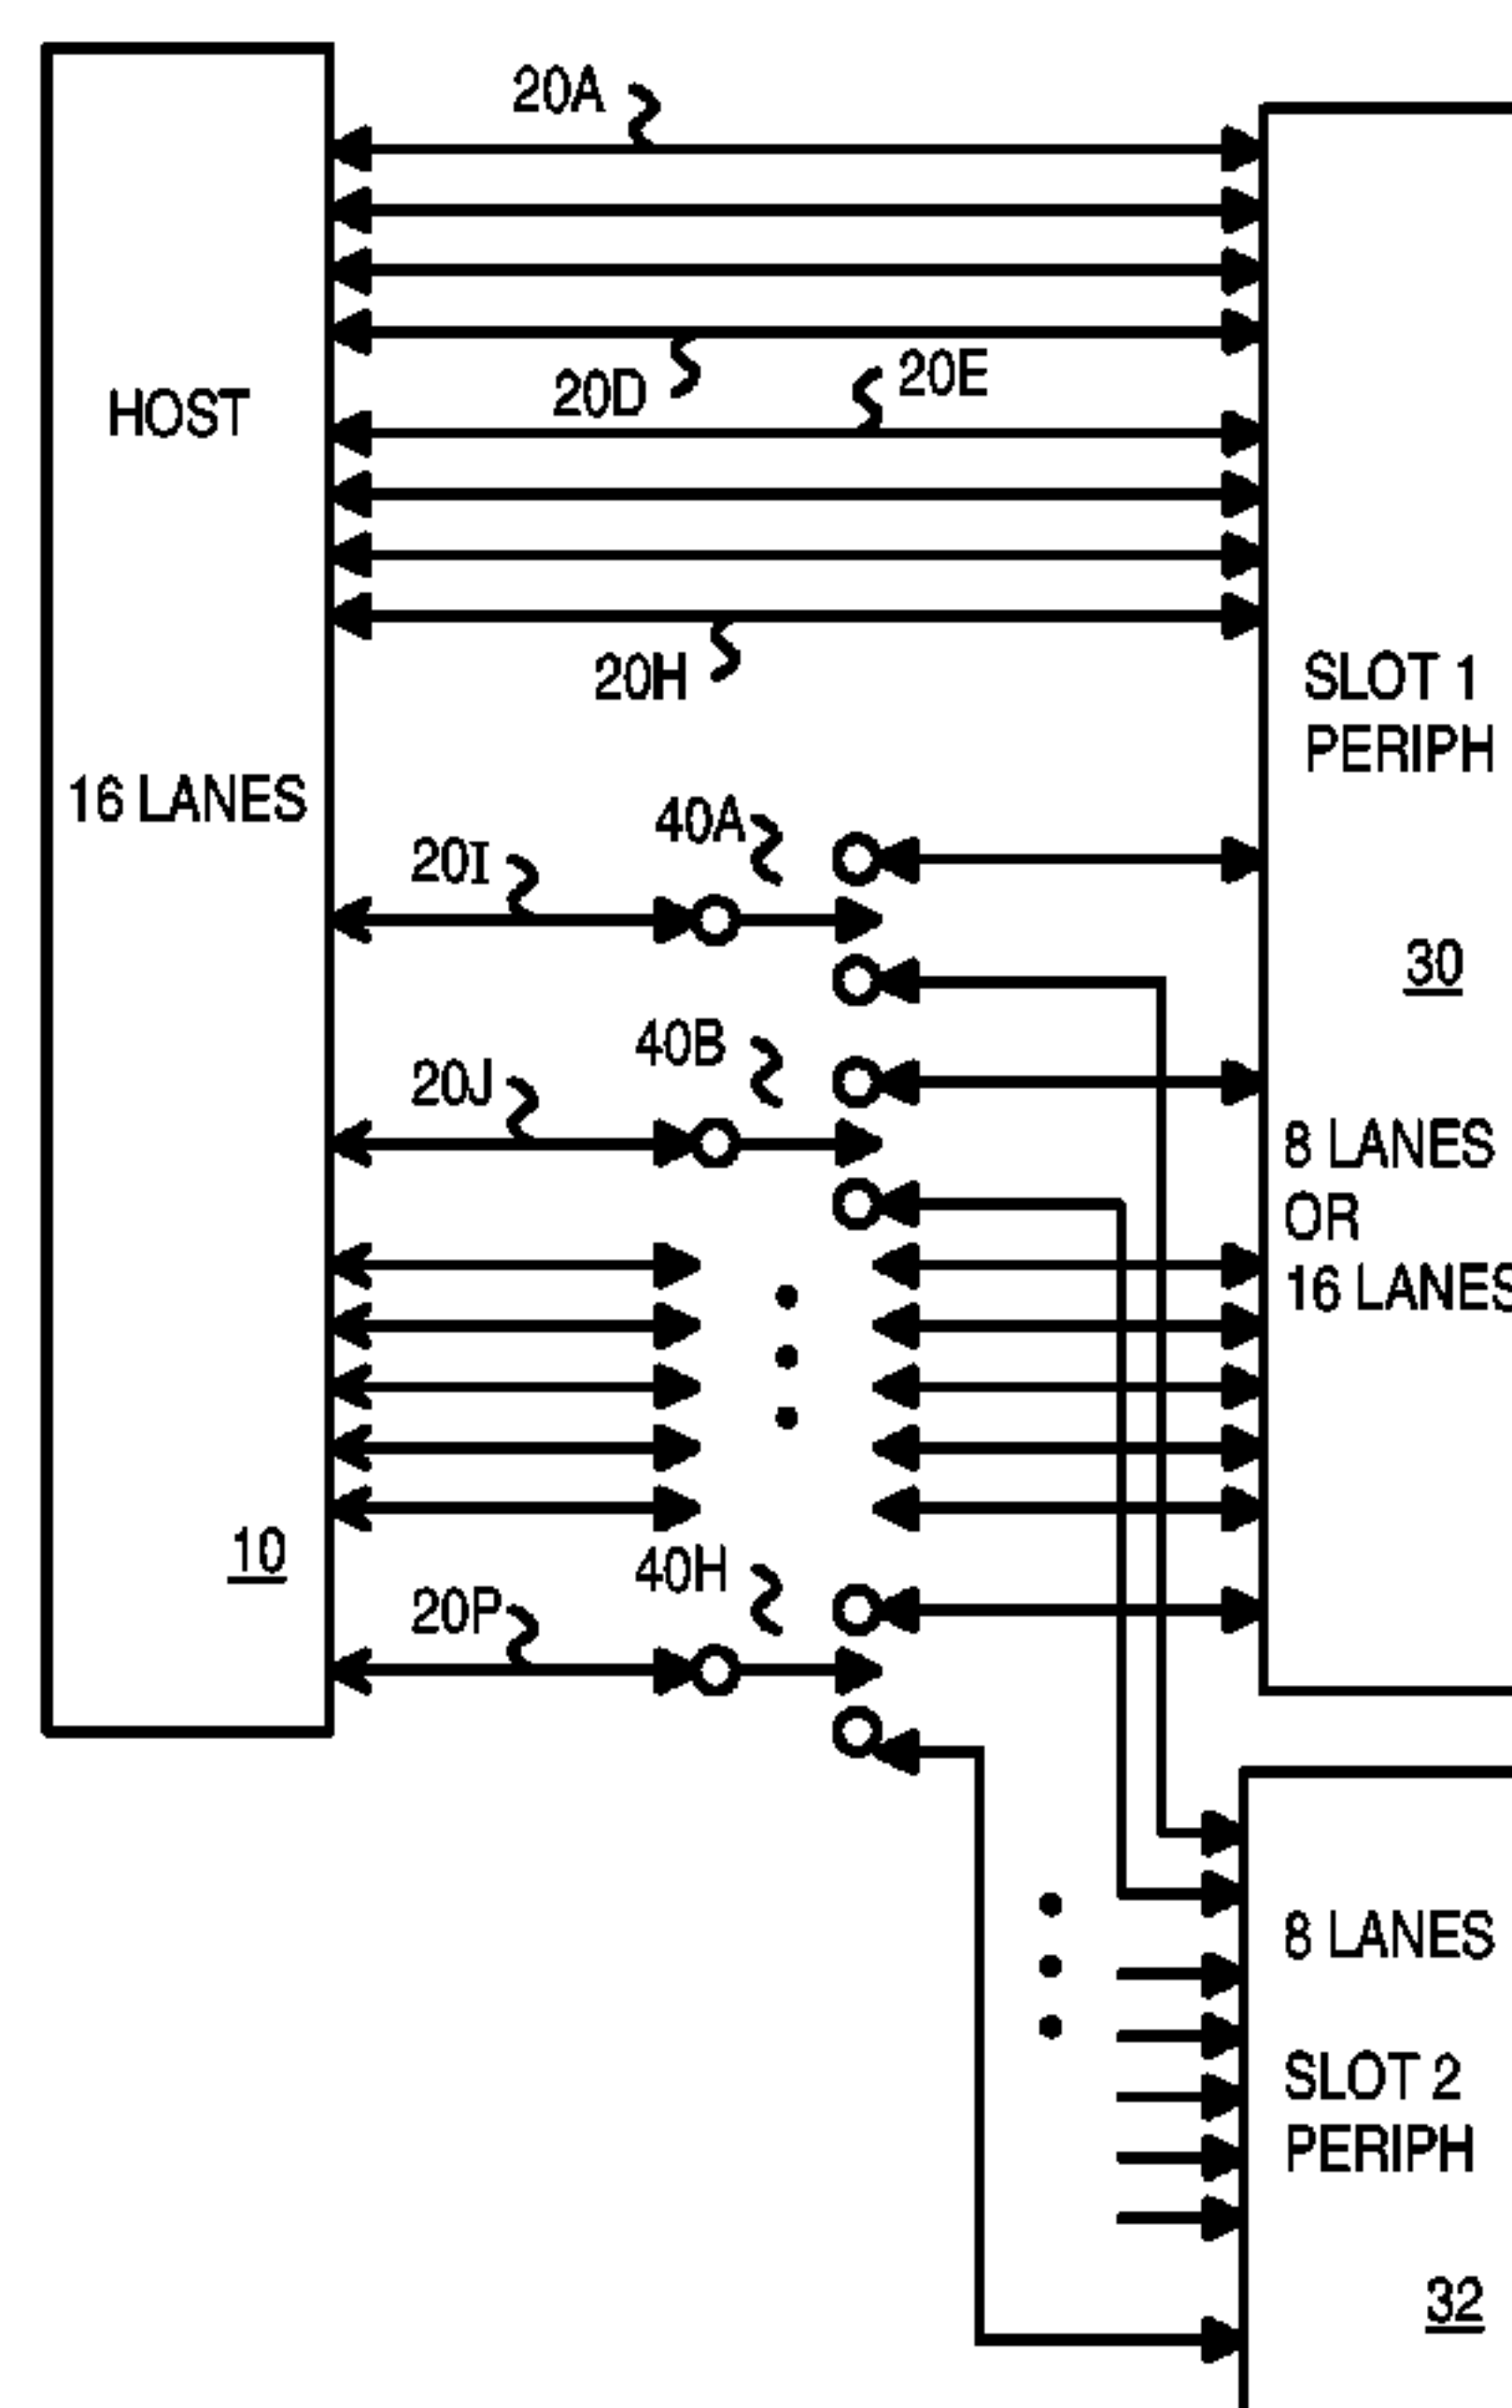 20A
20D
20E
HOST
20H
SLOT 1
PERIPH
16 LANES
40A
20I
30
40B
20J
8 LANES
OR
16 LANES
10
40H
20P
8 LANES
SLOT 2
PERIPH
32